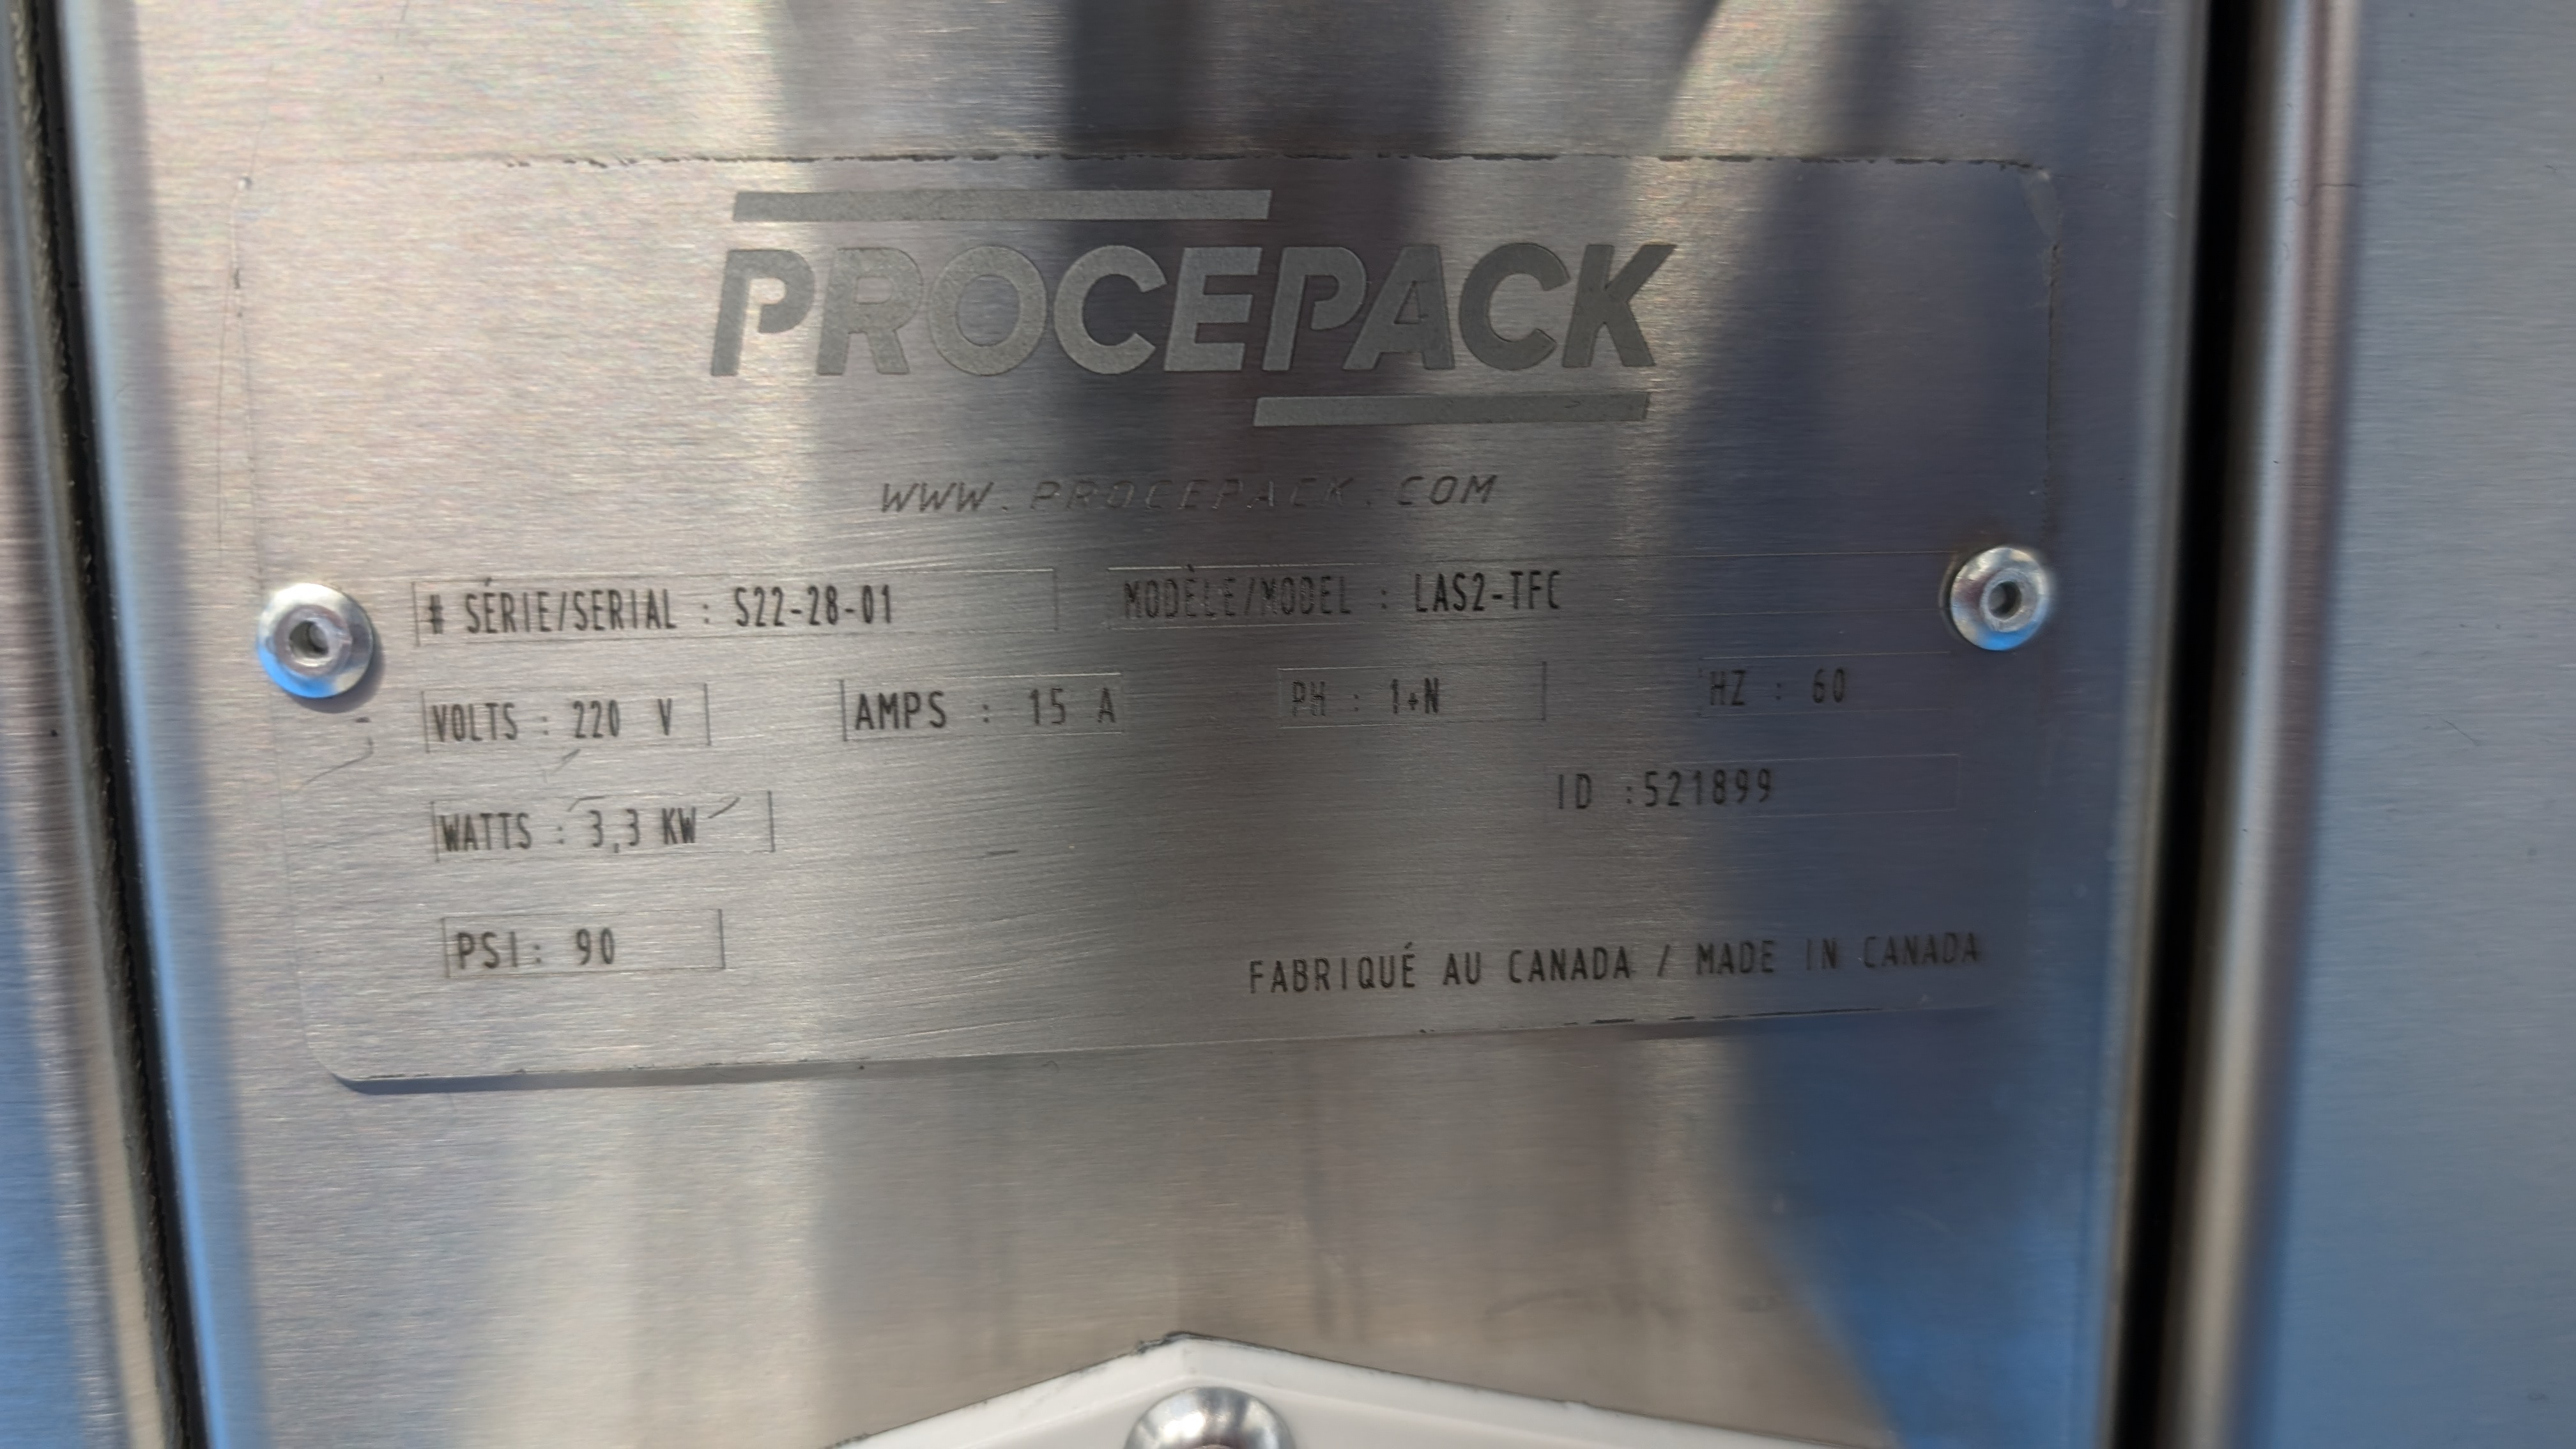 PROCEPACK
WWW.PROCEPACK.COM
# SÉRIE/SERIAL : S22-28-01 MODÈLE/MODEL : LAS2-TFC
VOLTS : 220 V AMPS : 15 A PH : 1+N HZ : 60
WATTS : 3,3 KW ID :521899
PSI: 90
FABRIQUÉ AU CANADA / MADE IN CANADA